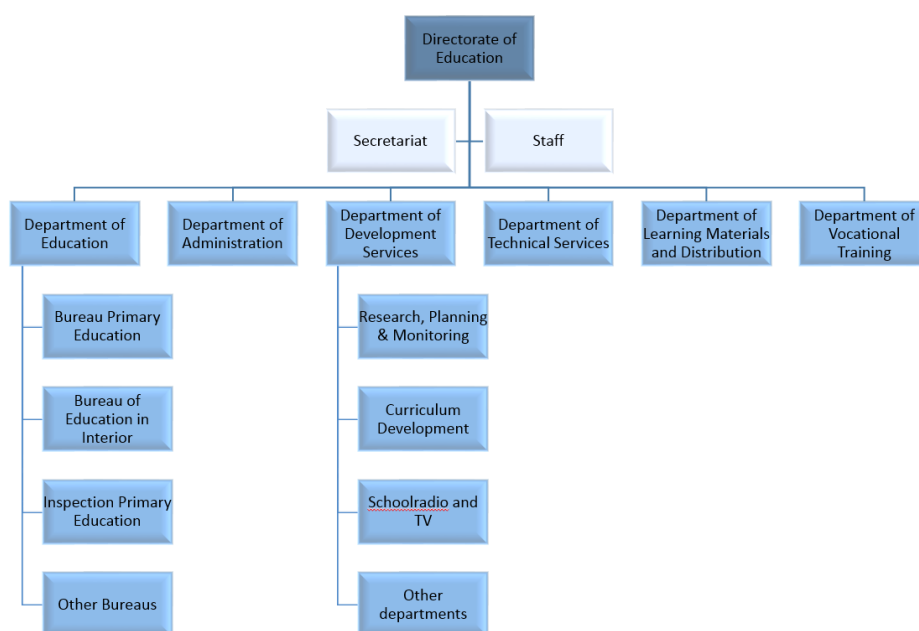 Directorate of
Education
Secretariat
Staff
Department of
Education
Department of
Administration
Department of
Development
Services
Department of
Technical Services
Department of
Learning Materials
and Distribution
Department of
Vocational
Training
Bureau Primary
Education
Research, Planning
& Monitoring
Bureau of
Education in
Interior
Curriculum
Development
Inspection Primary
Education
Schoolradio and
TV
Other Bureaus
Other
departments